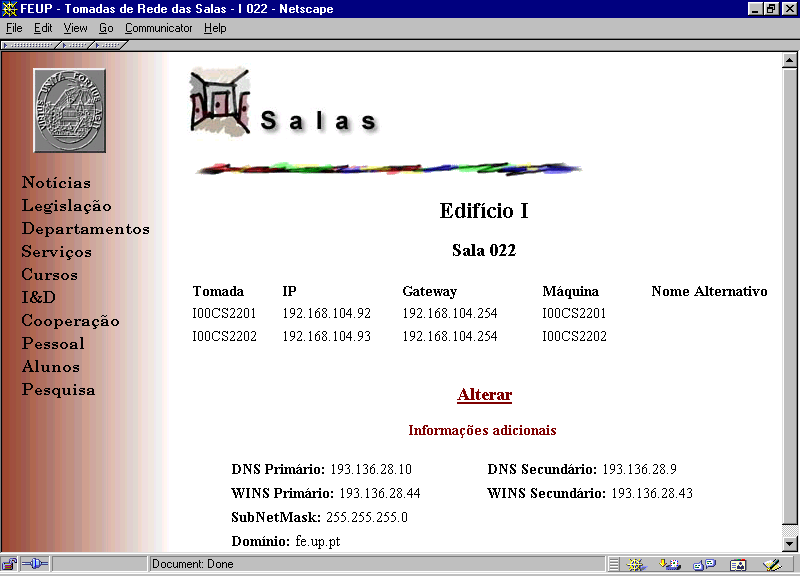 FEUP - Tomadas de Rede das Salas - I 022 - Netscape
File Edit View Go Communicator Help
VIRTUS UNITA FORTIUS AGIT
Salas
Notícias
Legislação
Departamentos
Serviços
Cursos
I&D
Cooperação
Pessoal
Alunos
Pesquisa
Edifício I
Sala 022
Tomada IP Gateway Máquina Nome Alternativo
I00CS2201 192.168.104.92 192.168.104.254 I00CS2201
I00CS2202 192.168.104.93 192.168.104.254 I00CS2202
Alterar
Informações adicionais
DNS Primário: 193.136.28.10 DNS Secundário: 193.136.28.9
WINS Primário: 193.136.28.44 WINS Secundário: 193.136.28.43
SubNetMask: 255.255.255.0
Domínio: fe.up.pt
Document: Done